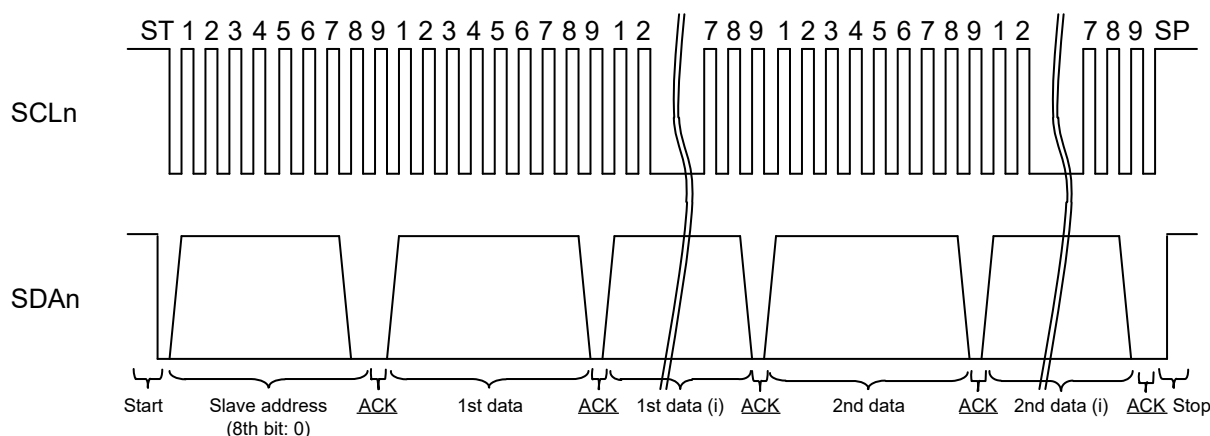 ST 1 2 3 4 5 6 7 8 9 1 2 3 4 5 6 7 8 9 1 2 7 8 9 1 2 3 4 5 6 7 8 9 1 2 7 8 9 SP
SCLn
SDAn
Start Slave address ACK 1st data ACK 1st data (i) ACK 2nd data ACK 2nd data (i) ACK Stop
(8th bit: 0)